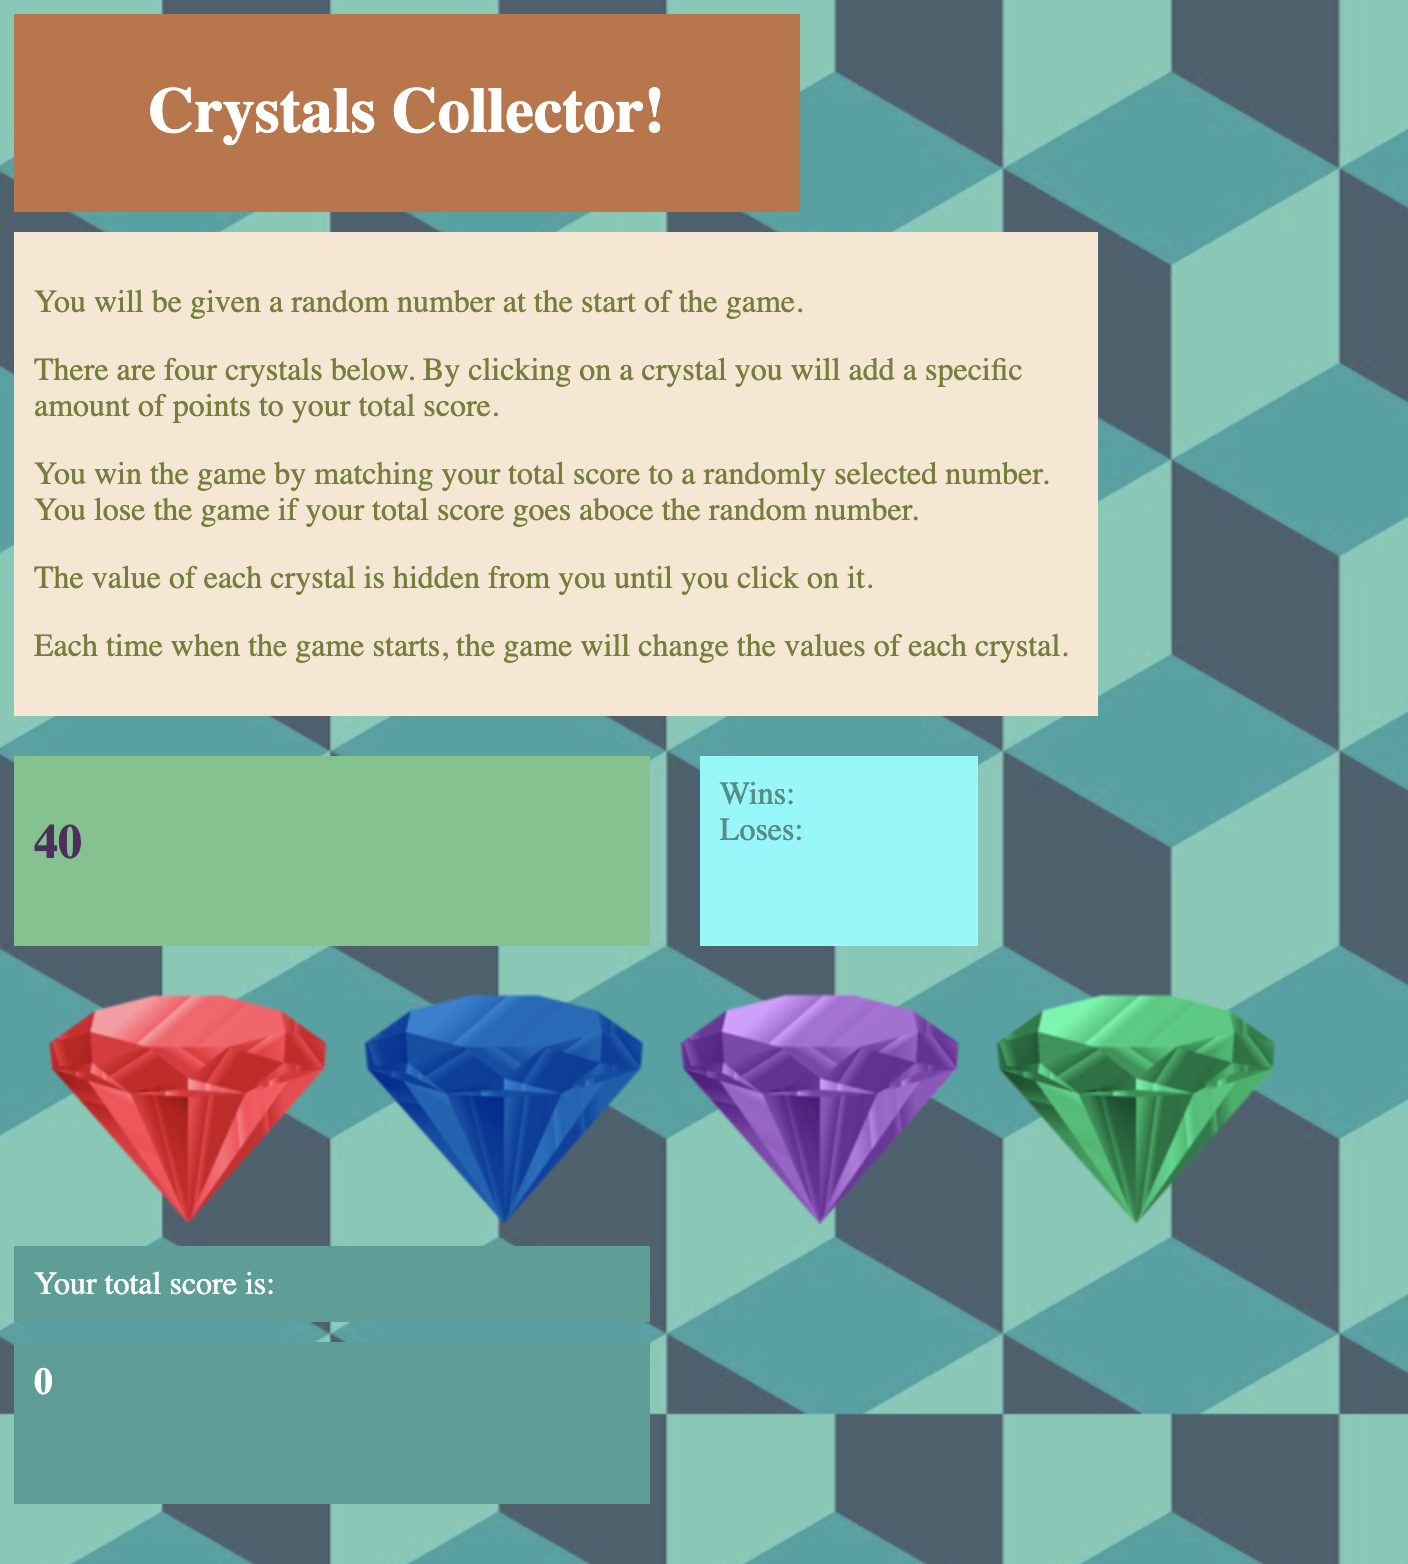 Crystals Collector!
You will be given a random number at the start of the game.
There are four crystals below. By clicking on a crystal you will add a specific
amount of points to your total score.
You win the game by matching your total score to a randomly selected number.
You lose the game if your total score goes aboce the random number.
The value of each crystal is hidden from you until you click on it.
Each time when the game starts, the game will change the values of each crystal.
40
Wins:
Loses:
Your total score is:
0